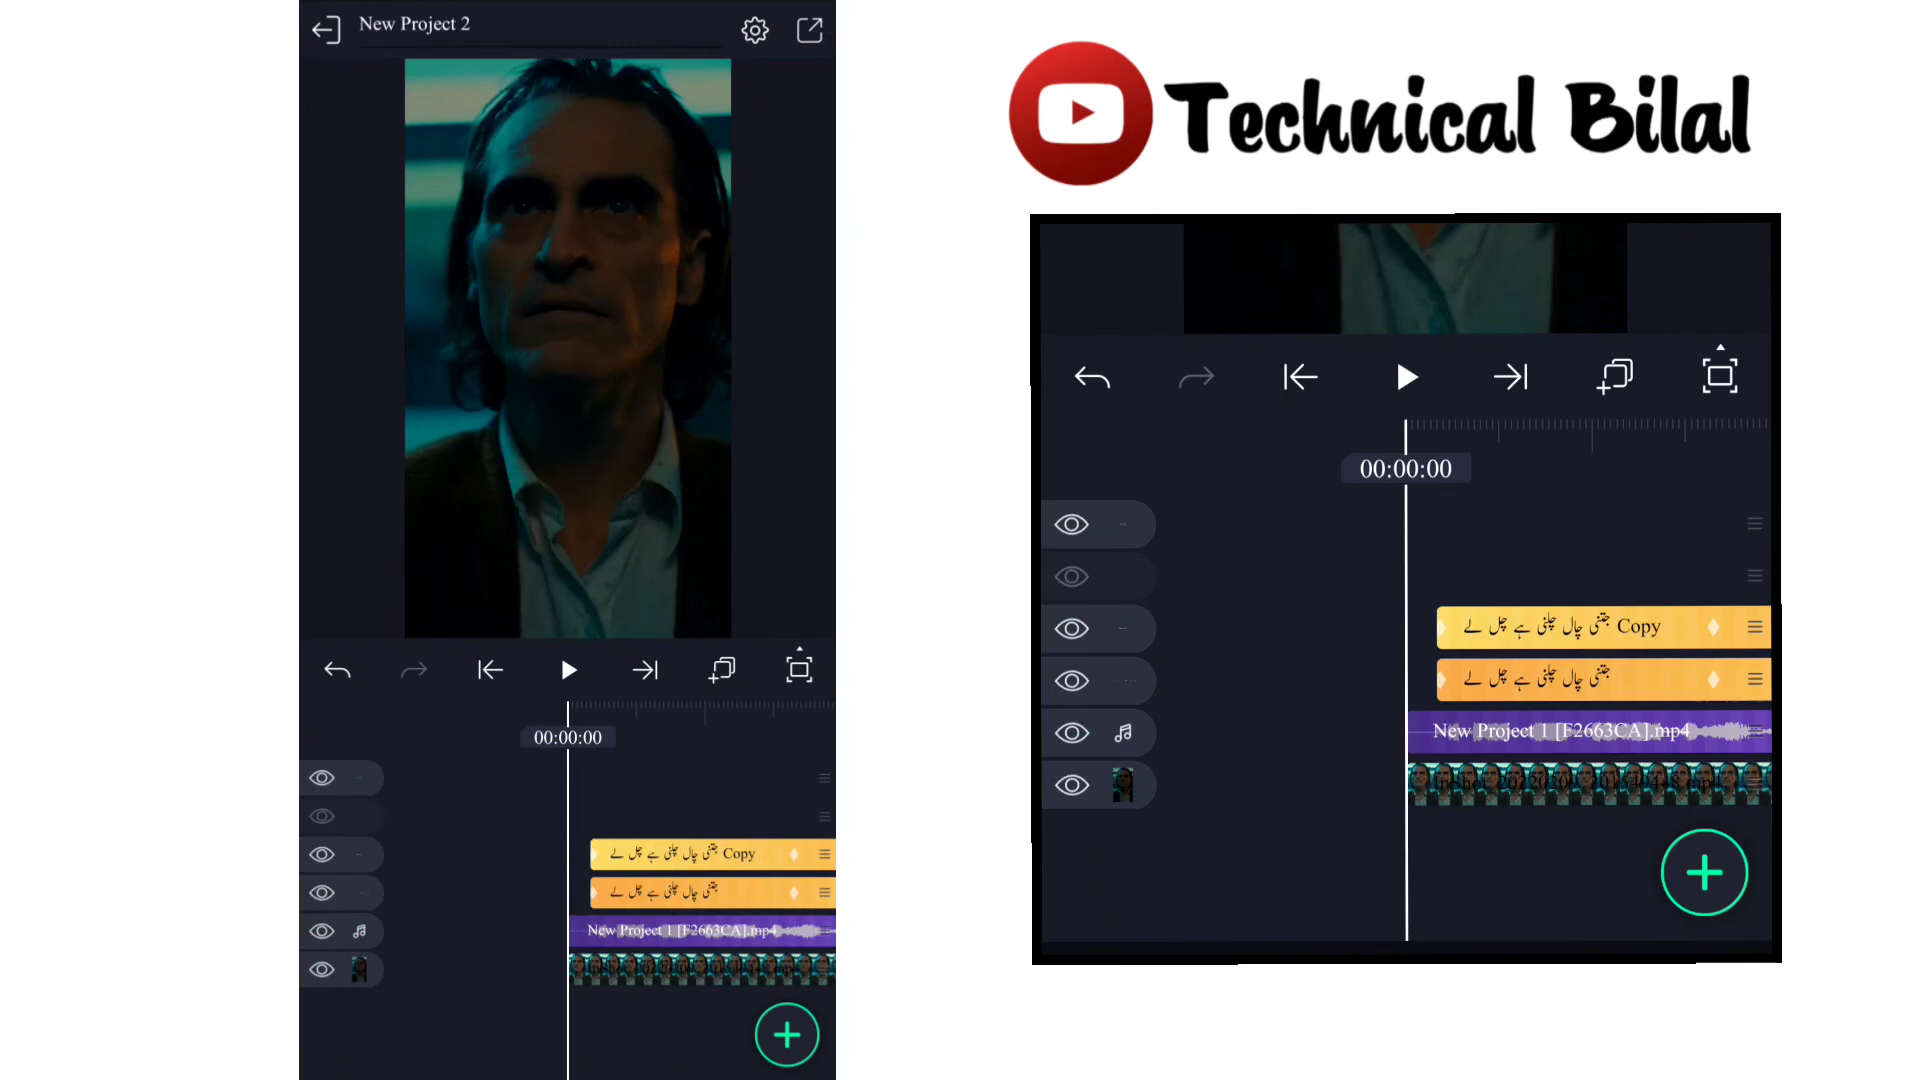 New Project 2
Technical Bilal
00:00:00
جتنی چال چلنی ہے چل لے Copy
جتنی چال چلنی ہے چل لے
New Project 1 [F2663CA].mp4
00:00:00
جتنی چال چلنی ہے چل لے Copy
جتنی چال چلنی ہے چل لے
New Project 1 [F2663CA].mp4